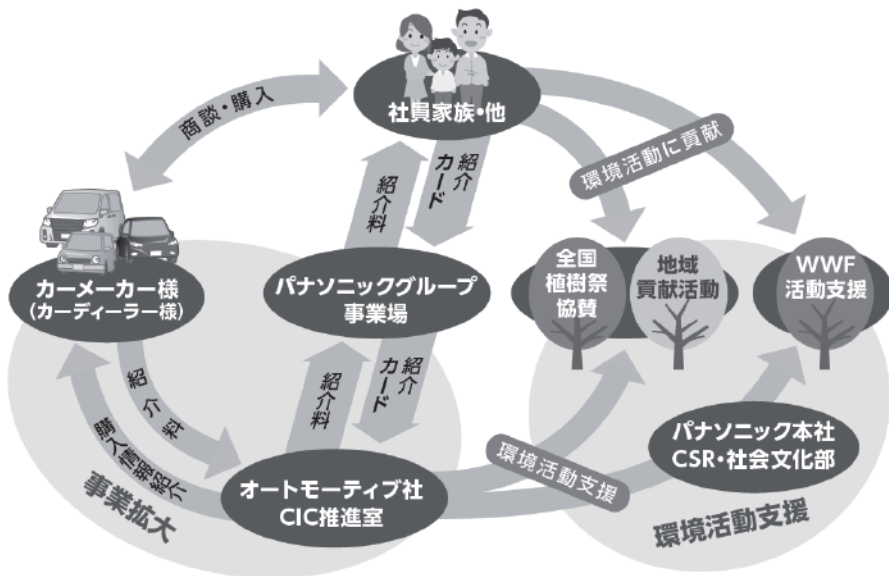 社員家族・他
商談・購入
環境活動に貢献
紹介料
紹介
カード
カーメーカー様
(カーディーラー様)
パナソニックグループ
事業場
全国
植樹祭
協賛
地域
貢献活動
WWF
活動支援
紹介料
紹介
カード
紹介料
購入情報紹介
事業拡大
オートモーティブ社
CIC推進室
環境活動支援
パナソニック本社
CSR・社会文化部
環境活動支援